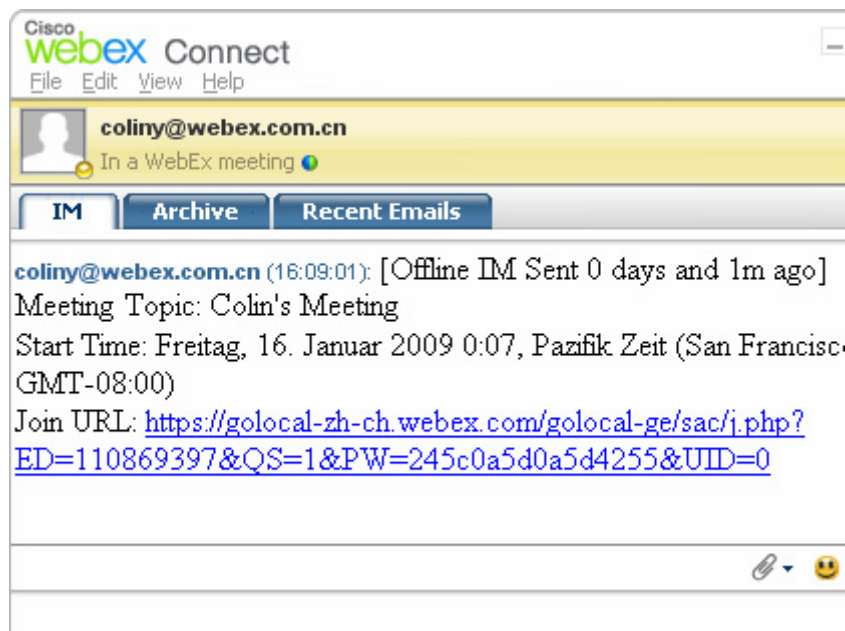 Cisco
webex Connect
File Edit View Help
coliny@webex.com.cn
In a WebEx meeting
IM Archive Recent Emails
coliny@webex.com.cn (16:09:01): [Offline IM Sent 0 days and 1m ago]
Meeting Topic: Colin's Meeting
Start Time: Freitag, 16. Januar 2009 0:07, Pazifik Zeit (San Francisc
GMT-08:00)
Join URL: https://golocal-zh-ch.webex.com/golocal-ge/sac/j.php?
ED=110869397&QS=1&PW=245c0a5d0a5d4255&UID=0